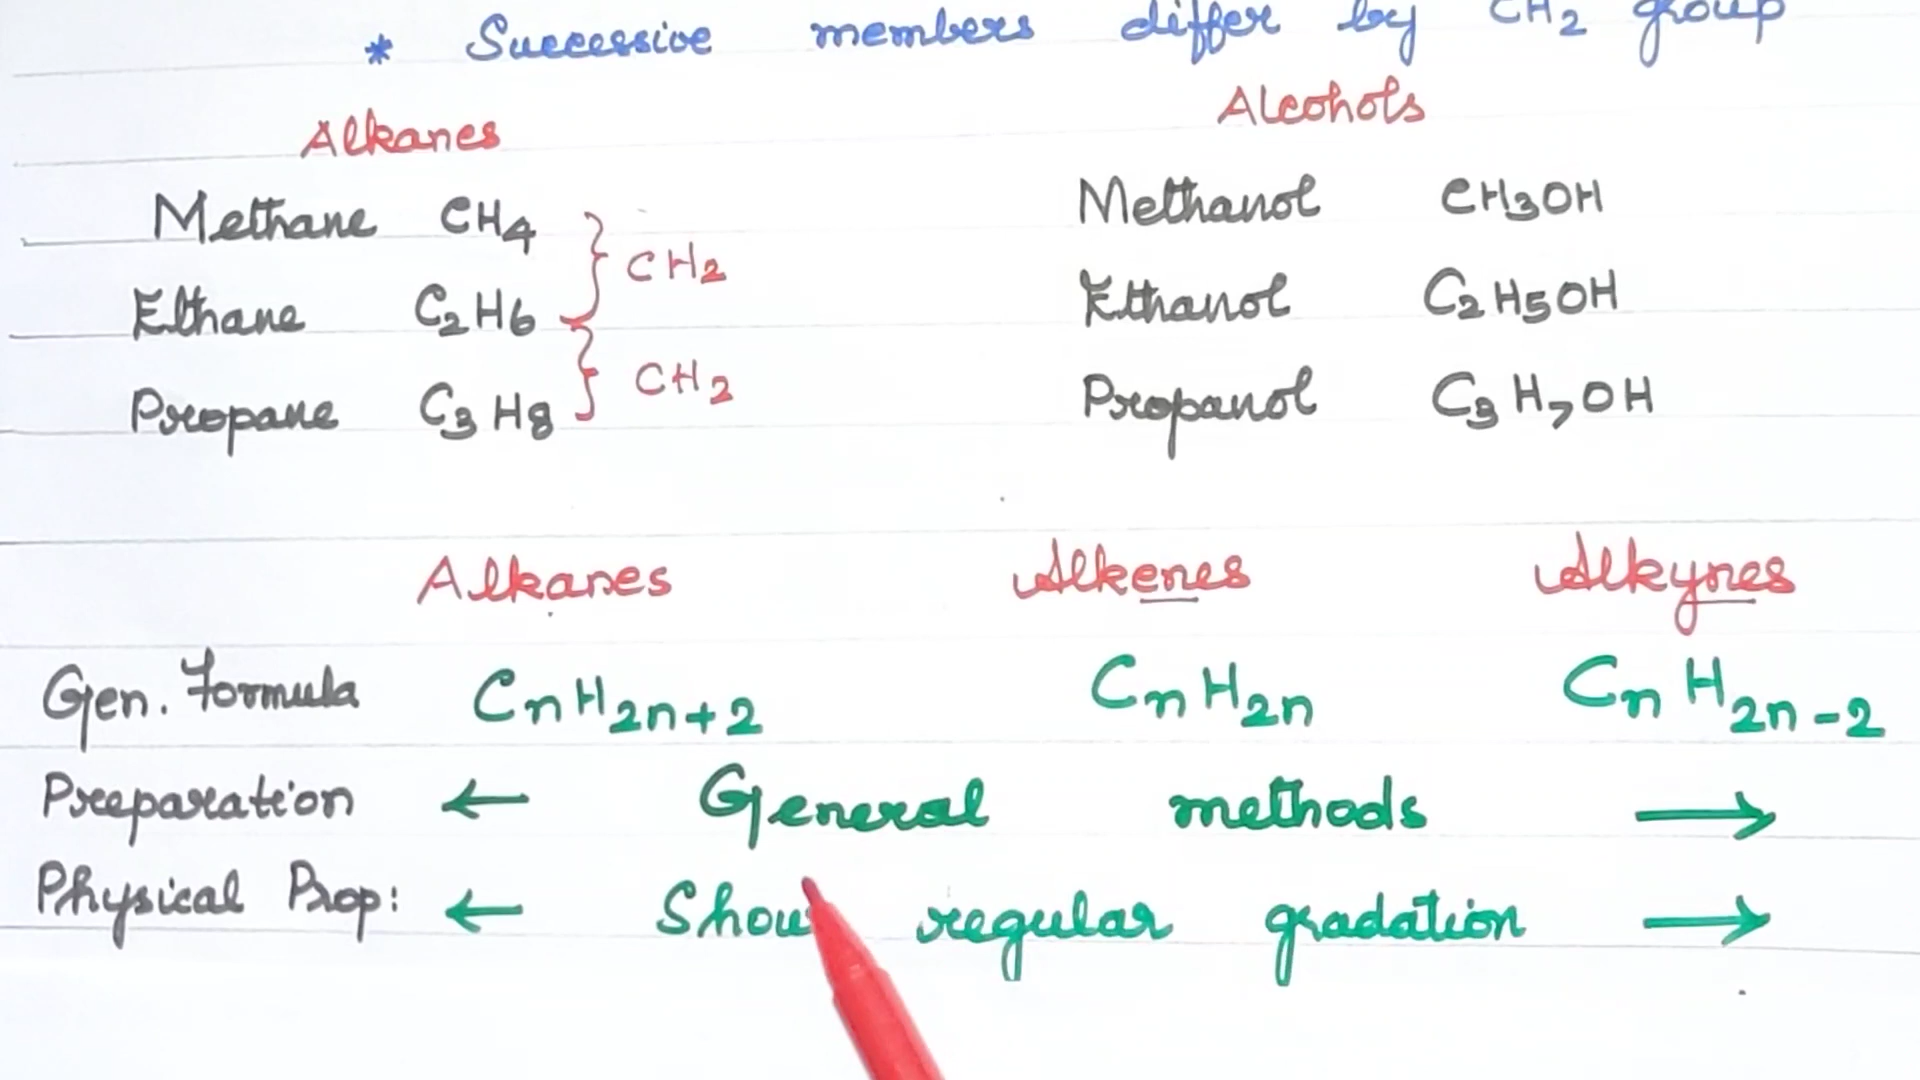 * Successive members differ by CH2 group
Alkanes Alcohols
Methane CH4 } CH2 Methanol CH3OH
Ethane C2H6 Ethanol C2H5OH
} CH2
Propane C3H8 Propanol C3H7OH
Alkanes Alkenes Alkynes
Gen. Formula CnH2n+2 CnH2n CnH2n-2
Preparation ← General methods →
Physical Prop: ← Show regular gradation →